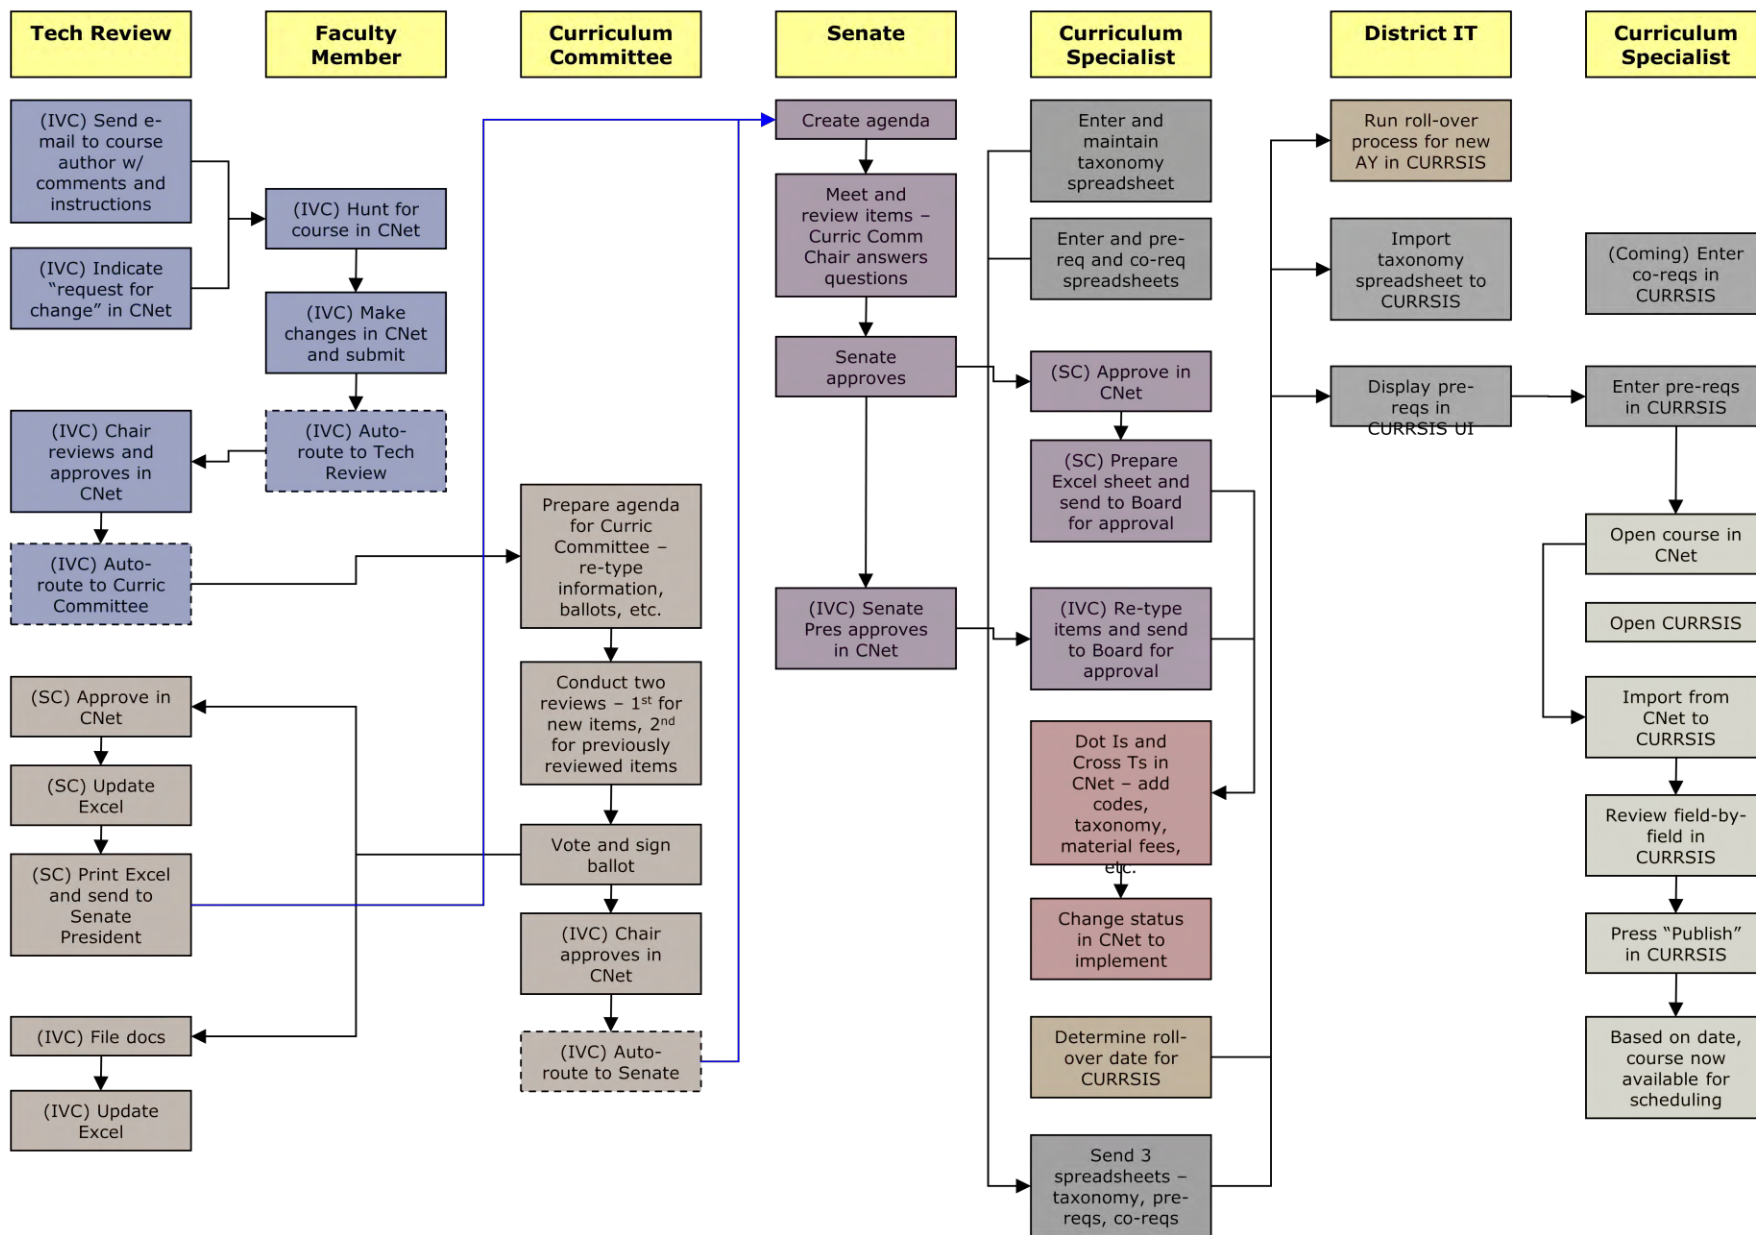 Tech Review
Faculty
Member
Curriculum
Committee
Senate
Curriculum
Specialist
District IT
Curriculum
Specialist
(IVC) Send e-
mail to course
author w/
comments and
instructions
(IVC) Indicate
“request for
change” in CNet
(IVC) Chair
reviews and
approves in
CNet
(IVC) Auto-
route to Curric
Committee
(SC) Approve in
CNet
(SC) Update
Excel
(SC) Print Excel
and send to
Senate
President
(IVC) File docs
(IVC) Update
Excel
(IVC) Hunt for
course in CNet
(IVC) Make
changes in CNet
and submit
(IVC) Auto-
route to Tech
Review
Prepare agenda
for Curric
Committee –
re-type
information,
ballots, etc.
Conduct two
reviews – 1st for
new items, 2nd
for previously
reviewed items
Vote and sign
ballot
(IVC) Chair
approves in
CNet
(IVC) Auto-
route to Senate
Create agenda
Meet and
review items –
Curric Comm
Chair answers
questions
Senate
approves
(IVC) Senate
Pres approves
in CNet
Enter and
maintain
taxonomy
spreadsheet
Enter and pre-
req and co-req
spreadsheets
(SC) Approve in
CNet
(SC) Prepare
Excel sheet and
send to Board
for approval
(IVC) Re-type
items and send
to Board for
approval
Dot Is and
Cross Ts in
CNet – add
codes,
taxonomy,
material fees,
etc.
Change status
in CNet to
implement
Determine roll-
over date for
CURRSIS
Send 3
spreadsheets –
taxonomy, pre-
reqs, co-reqs
Run roll-over
process for new
AY in CURRSIS
Import
taxonomy
spreadsheet to
CURRSIS
Display pre-
reqs in
CURRSIS UI
(Coming) Enter
co-reqs in
CURRSIS
Enter pre-reqs
in CURRSIS
Open course in
CNet
Open CURRSIS
Import from
CNet to
CURRSIS
Review field-by-
field in
CURRSIS
Press “Publish”
in CURRSIS
Based on date,
course now
available for
scheduling